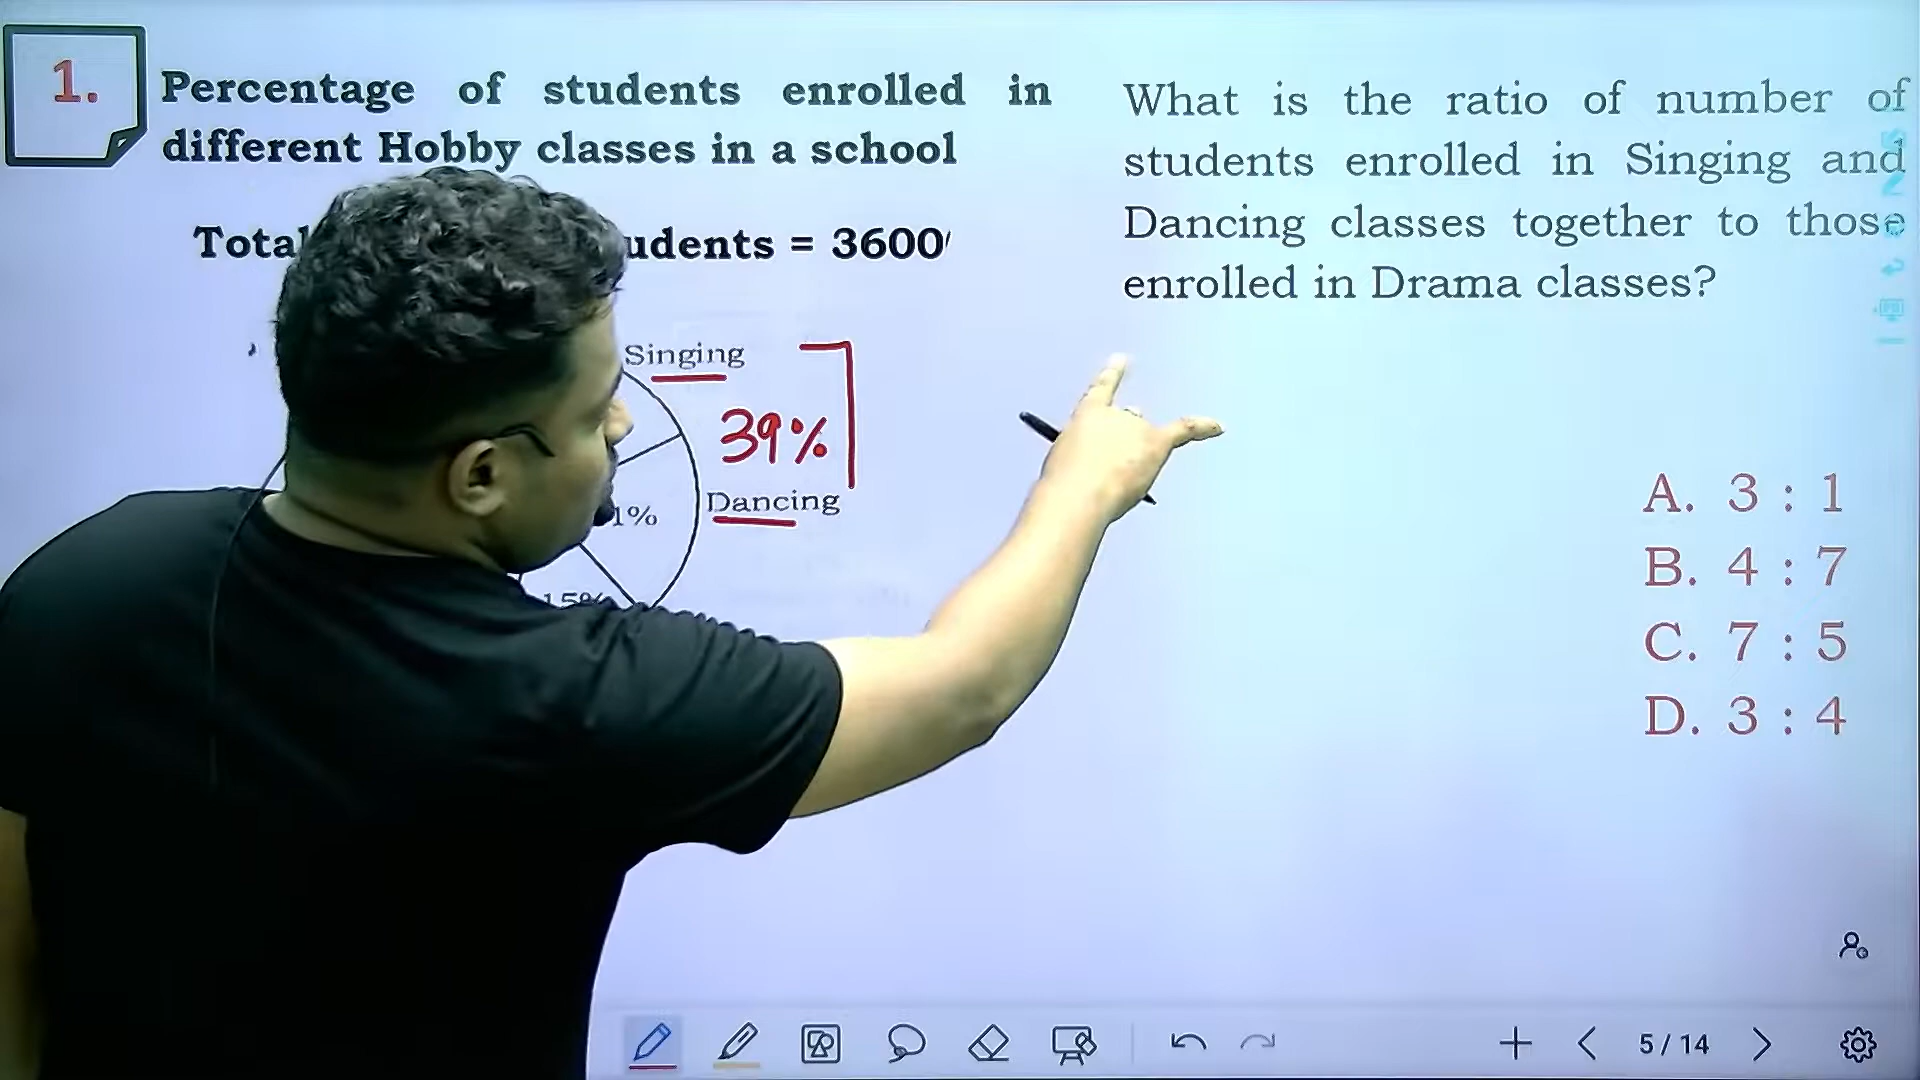 1.
Percentage of students enrolled in
different Hobby classes in a school
udents = 3600
Singing
39%
1%
Dancing
15%
What is the ratio of number of
students enrolled in Singing and
Dancing classes together to those
enrolled in Drama classes?
A. 3 : 1
B. 4 : 7
C. 7 : 5
D. 3 : 4
5 / 14